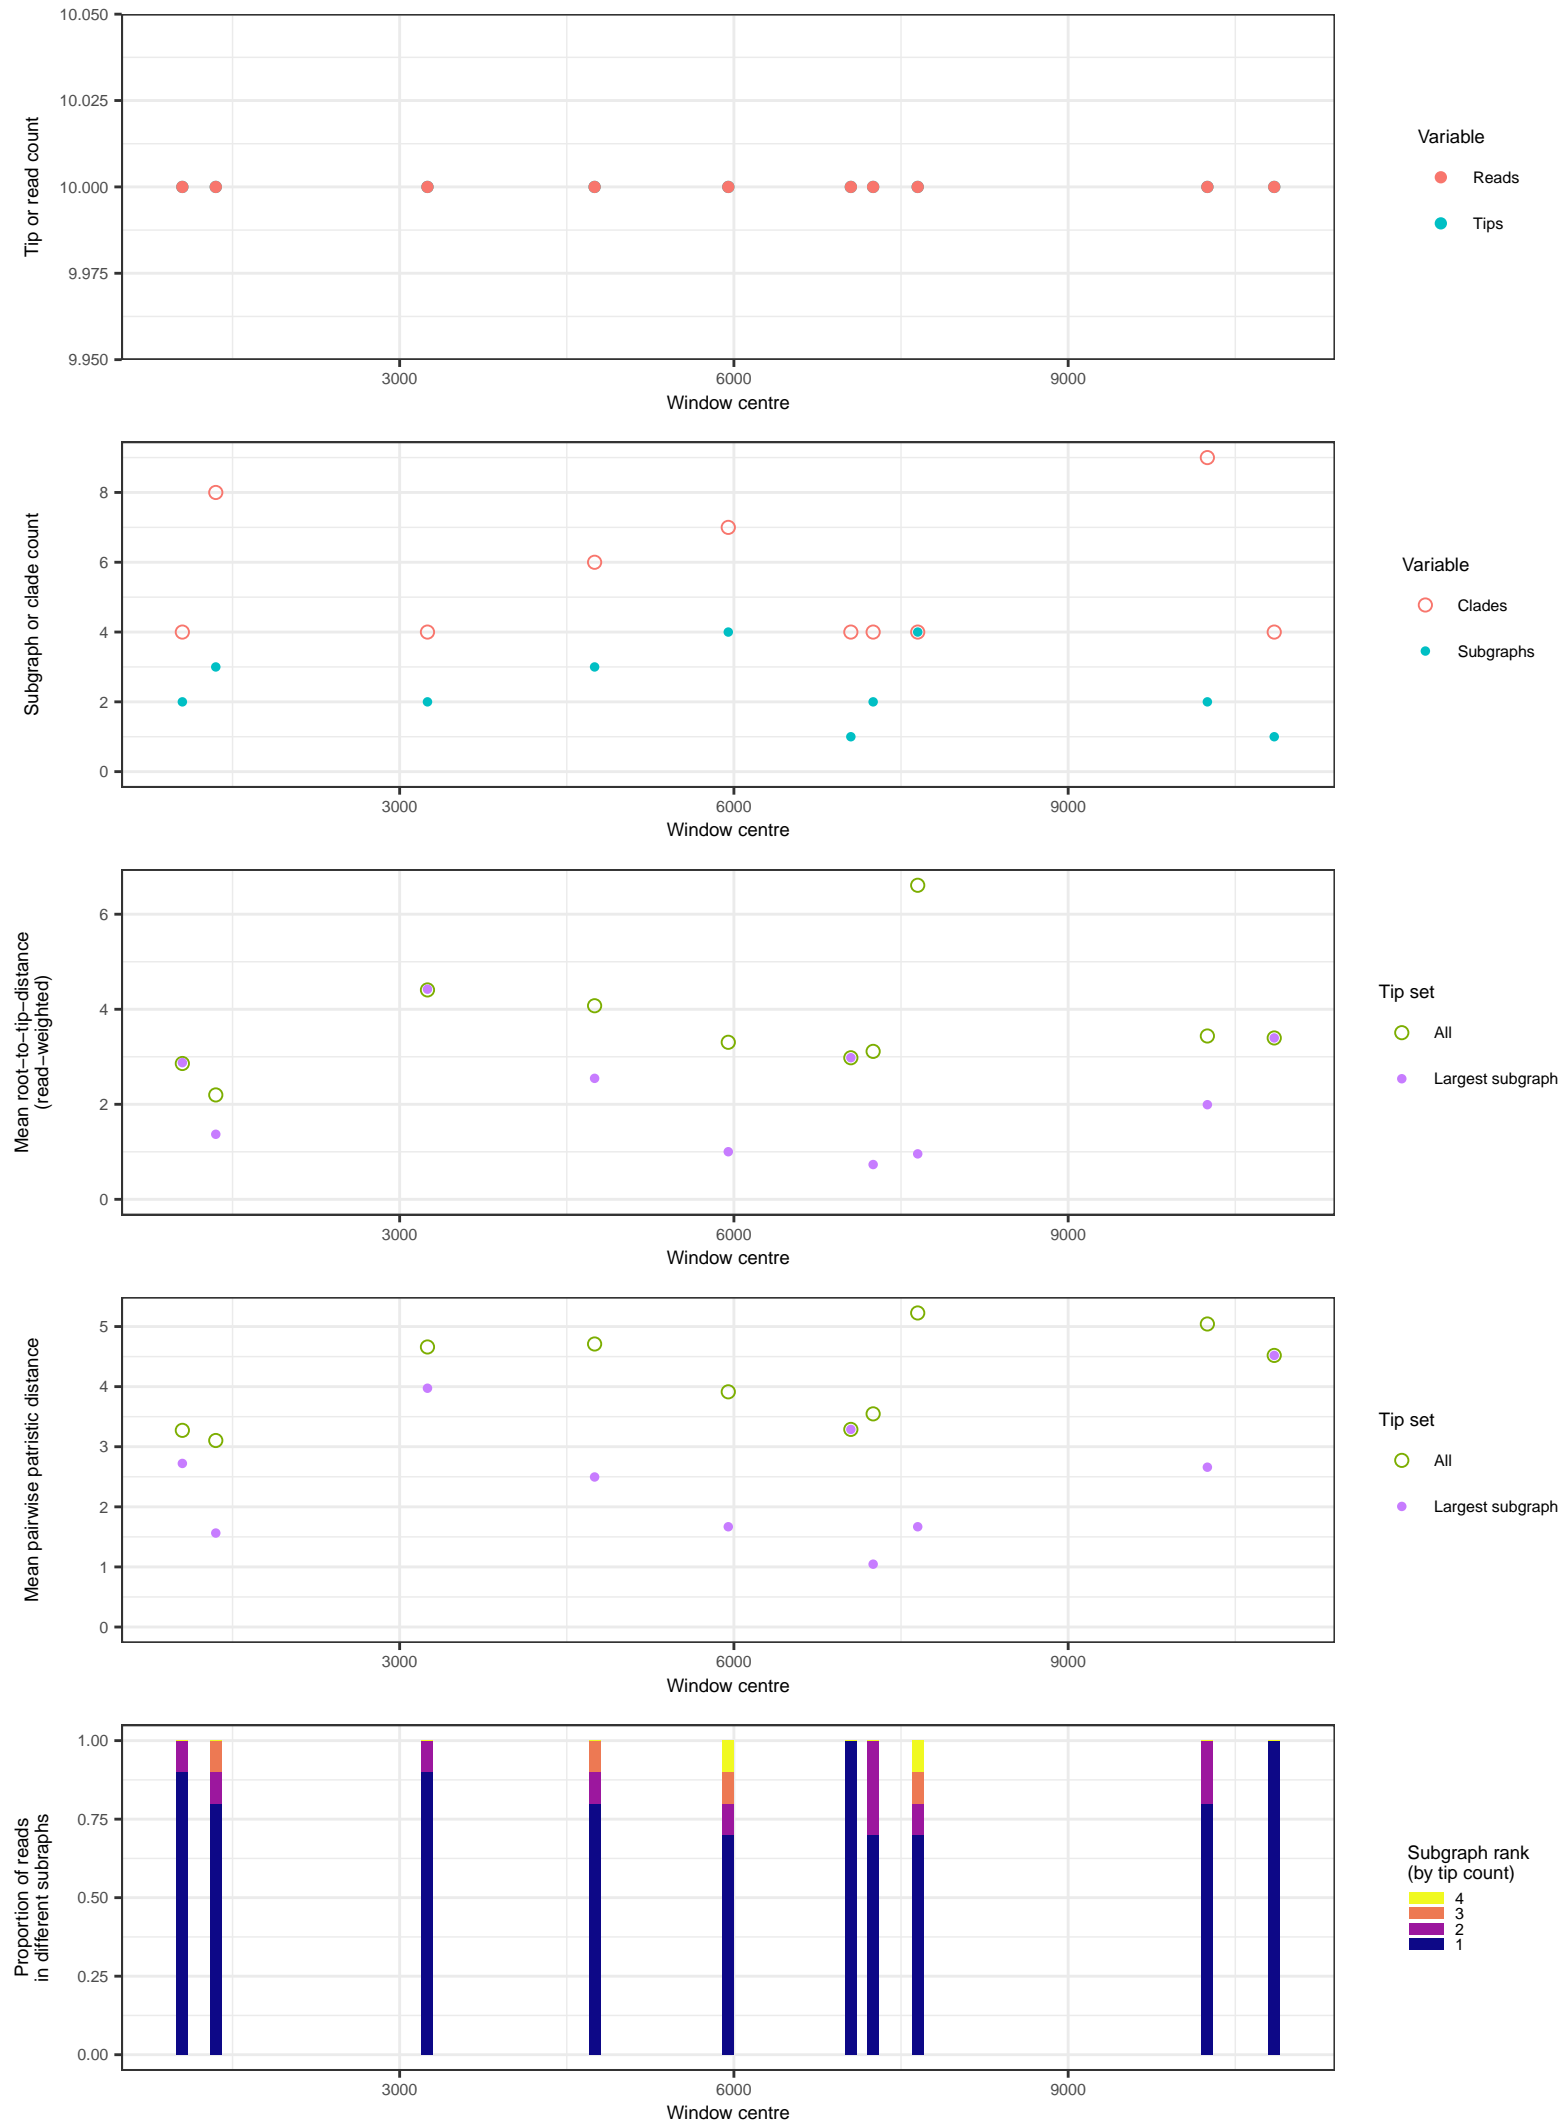 10.050
10.025
10.000
9.975
9.950
Tip or read count
3000 6000 9000
Window centre
Variable
Reads
Tips
8
6
4
2
0
Subgraph or clade count
3000 6000 9000
Window centre
Variable
Clades
Subgraphs
6
4
2
0
Mean root−to−tip−distance
(read−weighted)
3000 6000 9000
Window centre
Tip set
All
Largest subgraph
5
4
3
2
1
0
Mean pairwise patristic distance
3000 6000 9000
Window centre
Tip set
All
Largest subgraph
1.00
0.75
0.50
0.25
0.00
Proportion of reads
in different subraphs
3000 6000 9000
Window centre
Subgraph rank
(by tip count)
4
3
2
1